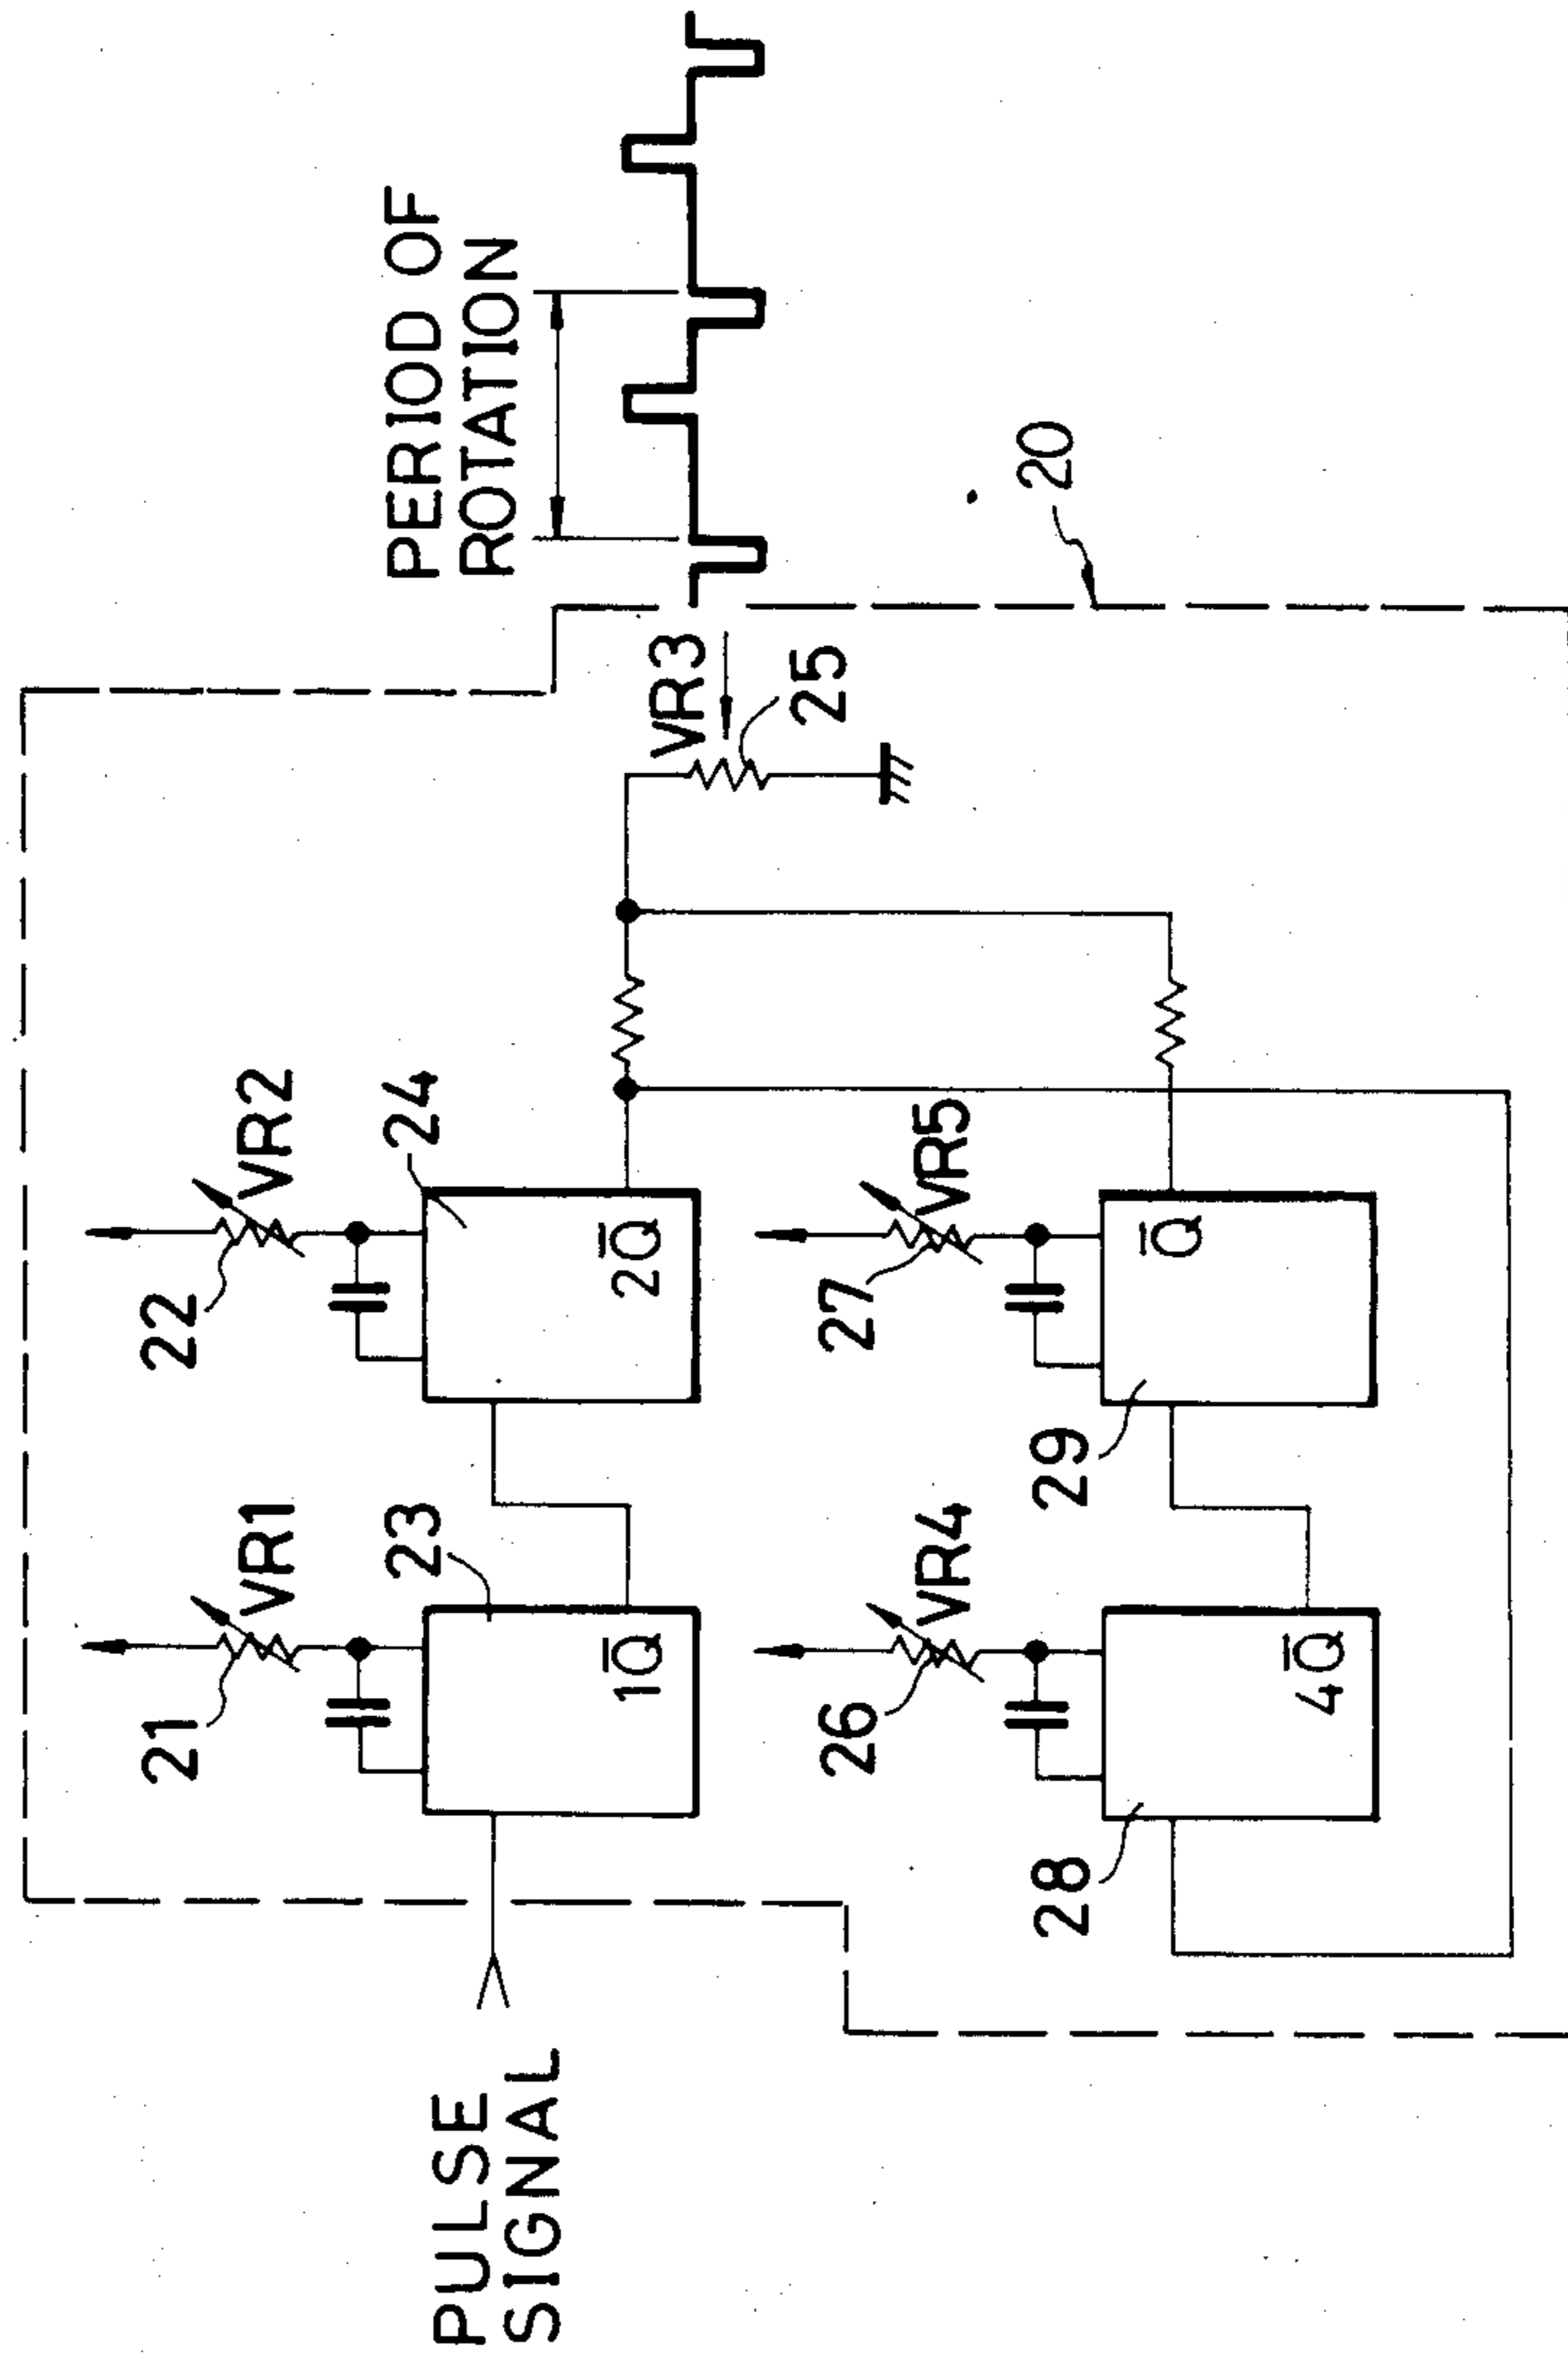 PULSE
SIGNAL
21
VR1
22
VR2
23
1Q̅
24
2Q̅
VR3
25
PERIOD OF
ROTATION
26
VR4
27
VR5
28
4Q̅
29
Q̅
20